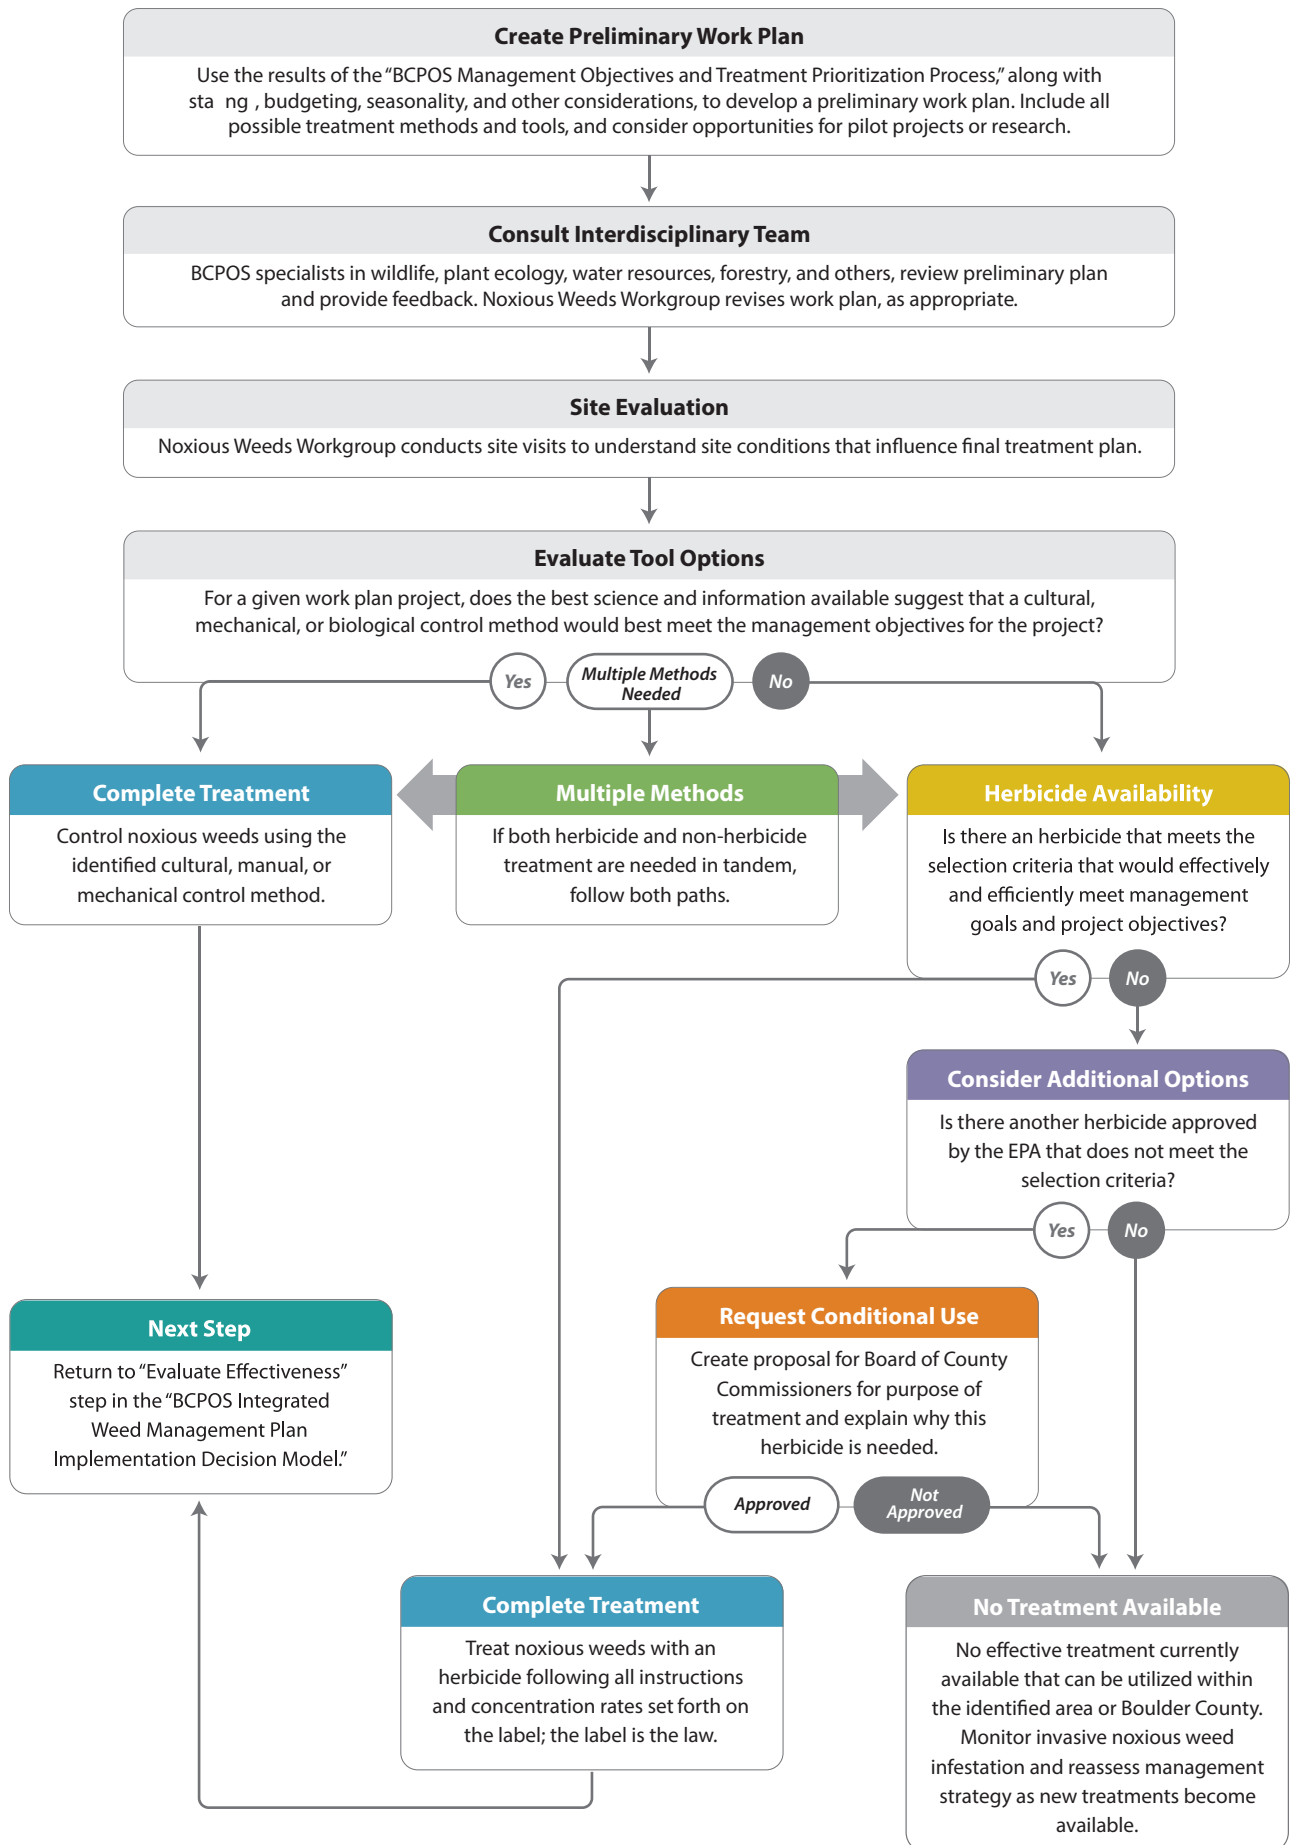 Create Preliminary Work Plan
Use the results of the “BCPOS Management Objectives and Treatment Prioritization Process,” along with
sta ng , budgeting, seasonality, and other considerations, to develop a preliminary work plan. Include all
possible treatment methods and tools, and consider opportunities for pilot projects or research.
Consult Interdisciplinary Team
BCPOS specialists in wildlife, plant ecology, water resources, forestry, and others, review preliminary plan
and provide feedback. Noxious Weeds Workgroup revises work plan, as appropriate.
Site Evaluation
Noxious Weeds Workgroup conducts site visits to understand site conditions that influence final treatment plan.
Evaluate Tool Options
For a given work plan project, does the best science and information available suggest that a cultural,
mechanical, or biological control method would best meet the management objectives for the project?
Yes
Multiple Methods
Needed
No
Complete Treatment
Control noxious weeds using the
identified cultural, manual, or
mechanical control method.
Multiple Methods
If both herbicide and non-herbicide
treatment are needed in tandem,
follow both paths.
Herbicide Availability
Is there an herbicide that meets the
selection criteria that would effectively
and efficiently meet management
goals and project objectives?
Yes
No
Consider Additional Options
Is there another herbicide approved
by the EPA that does not meet the
selection criteria?
Yes
No
Next Step
Return to “Evaluate Effectiveness”
step in the “BCPOS Integrated
Weed Management Plan
Implementation Decision Model.”
Request Conditional Use
Create proposal for Board of County
Commissioners for purpose of
treatment and explain why this
herbicide is needed.
Approved
Not
Approved
Complete Treatment
Treat noxious weeds with an
herbicide following all instructions
and concentration rates set forth on
the label; the label is the law.
No Treatment Available
No effective treatment currently
available that can be utilized within
the identified area or Boulder County.
Monitor invasive noxious weed
infestation and reassess management
strategy as new treatments become
available.